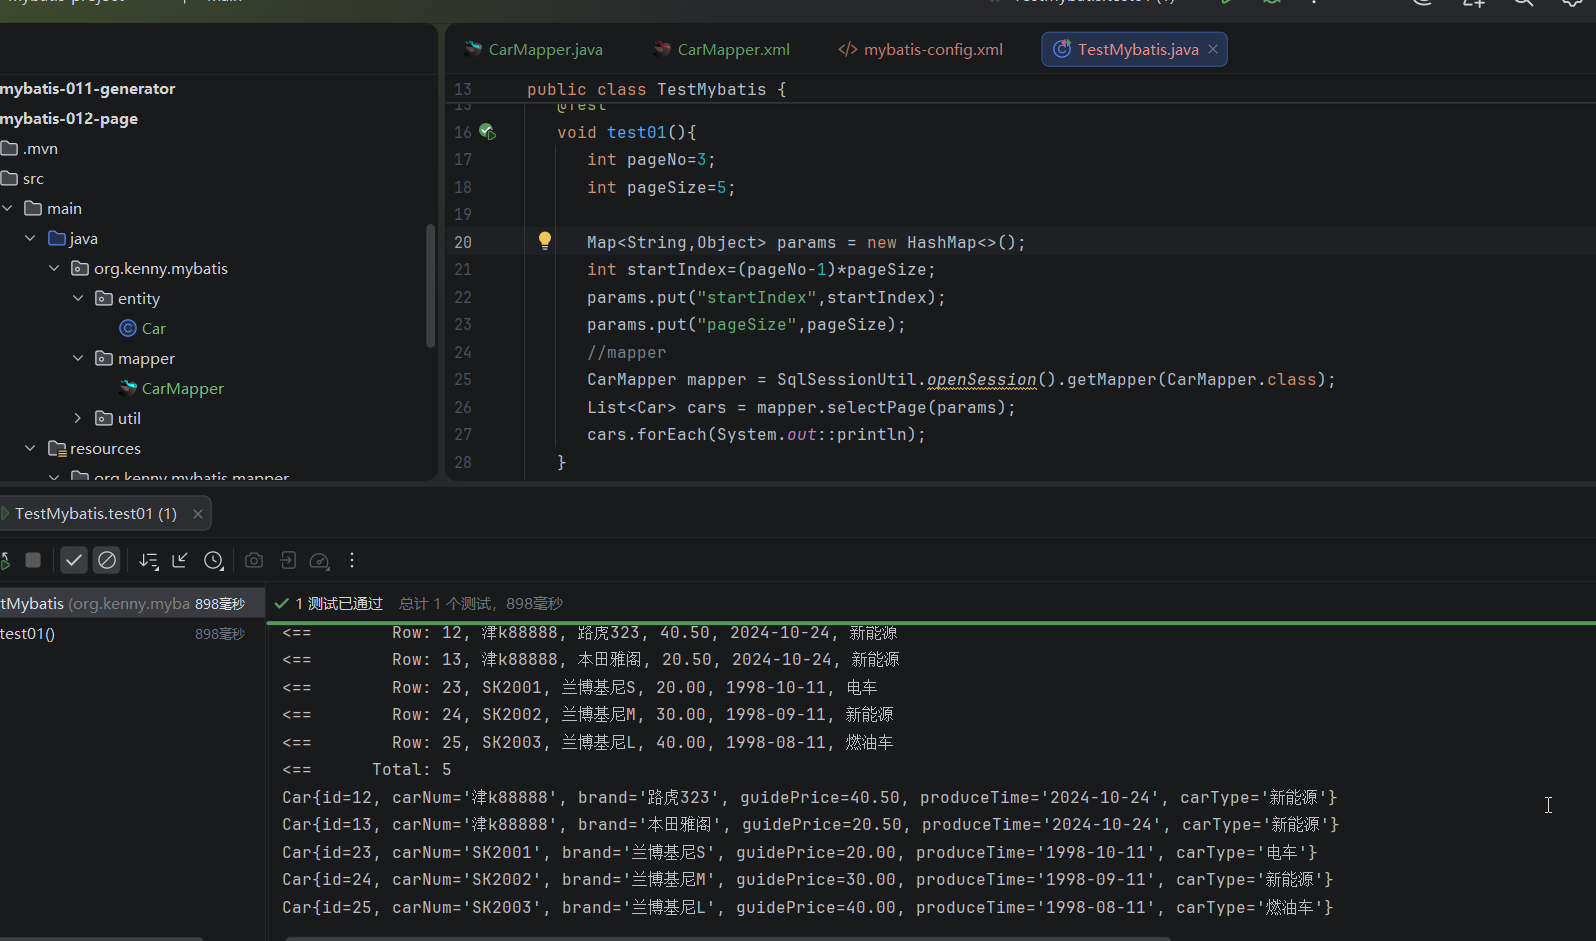 CarMapper.java CarMapper.xml mybatis-config.xml TestMybatis.java
mybatis-011-generator
mybatis-012-page
.mvn
src
main
java
org.kenny.mybatis
entity
Car
mapper
CarMapper
util
resources
org.kenny.mybatis.mapper
13 public class TestMybatis {
15 @Test
16 void test01(){
17 int pageNo=3;
18 int pageSize=5;
19
20 Map<String,Object> params = new HashMap<>();
21 int startIndex=(pageNo-1)*pageSize;
22 params.put("startIndex",startIndex);
23 params.put("pageSize",pageSize);
24 //mapper
25 CarMapper mapper = SqlSessionUtil.openSession().getMapper(CarMapper.class);
26 List<Car> cars = mapper.selectPage(params);
27 cars.forEach(System.out::println);
28 }
TestMybatis.test01 (1)
tMybatis (org.kenny.myba 898毫秒
test01() 898毫秒
1 测试已通过 总计 1 个测试，898毫秒
<== Row: 12, 津k88888, 路虎323, 40.50, 2024-10-24, 新能源
<== Row: 13, 津k88888, 本田雅阁, 20.50, 2024-10-24, 新能源
<== Row: 23, SK2001, 兰博基尼S, 20.00, 1998-10-11, 电车
<== Row: 24, SK2002, 兰博基尼M, 30.00, 1998-09-11, 新能源
<== Row: 25, SK2003, 兰博基尼L, 40.00, 1998-08-11, 燃油车
<== Total: 5
Car{id=12, carNum='津k88888', brand='路虎323', guidePrice=40.50, produceTime='2024-10-24', carType='新能源'}
Car{id=13, carNum='津k88888', brand='本田雅阁', guidePrice=20.50, produceTime='2024-10-24', carType='新能源'}
Car{id=23, carNum='SK2001', brand='兰博基尼S', guidePrice=20.00, produceTime='1998-10-11', carType='电车'}
Car{id=24, carNum='SK2002', brand='兰博基尼M', guidePrice=30.00, produceTime='1998-09-11', carType='新能源'}
Car{id=25, carNum='SK2003', brand='兰博基尼L', guidePrice=40.00, produceTime='1998-08-11', carType='燃油车'}